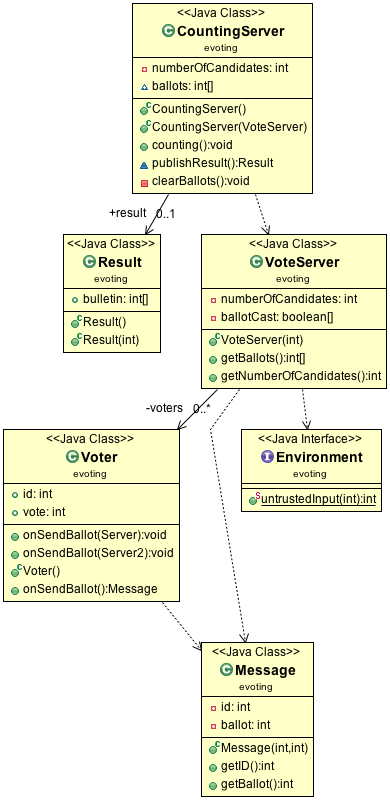 <<Java Class>>
C CountingServer
evoting
numberOfCandidates: int
ballots: int[]
C CountingServer()
C CountingServer(VoteServer)
counting():void
publishResult():Result
clearBallots():void
+result 0..1
<<Java Class>>
C Result
evoting
bulletin: int[]
C Result()
C Result(int)
<<Java Class>>
C VoteServer
evoting
numberOfCandidates: int
ballotCast: boolean[]
C VoteServer(int)
getBallots():int[]
getNumberOfCandidates():int
-voters 0..*
<<Java Class>>
C Voter
evoting
id: int
vote: int
onSendBallot(Server):void
onSendBallot(Server2):void
C Voter()
onSendBallot():Message
<<Java Interface>>
I Environment
evoting
S untrustedInput(int):int
<<Java Class>>
C Message
evoting
id: int
ballot: int
C Message(int,int)
getID():int
getBallot():int